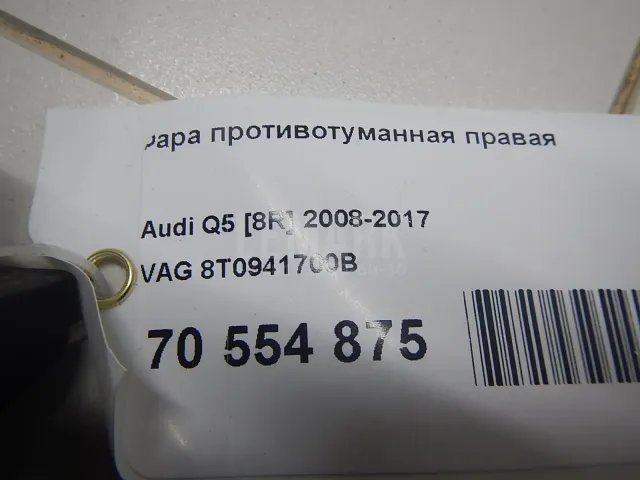 фара противотуманная правая
Audi Q5 [8R] 2008-2017
VAG 8T0941700B
70 554 875